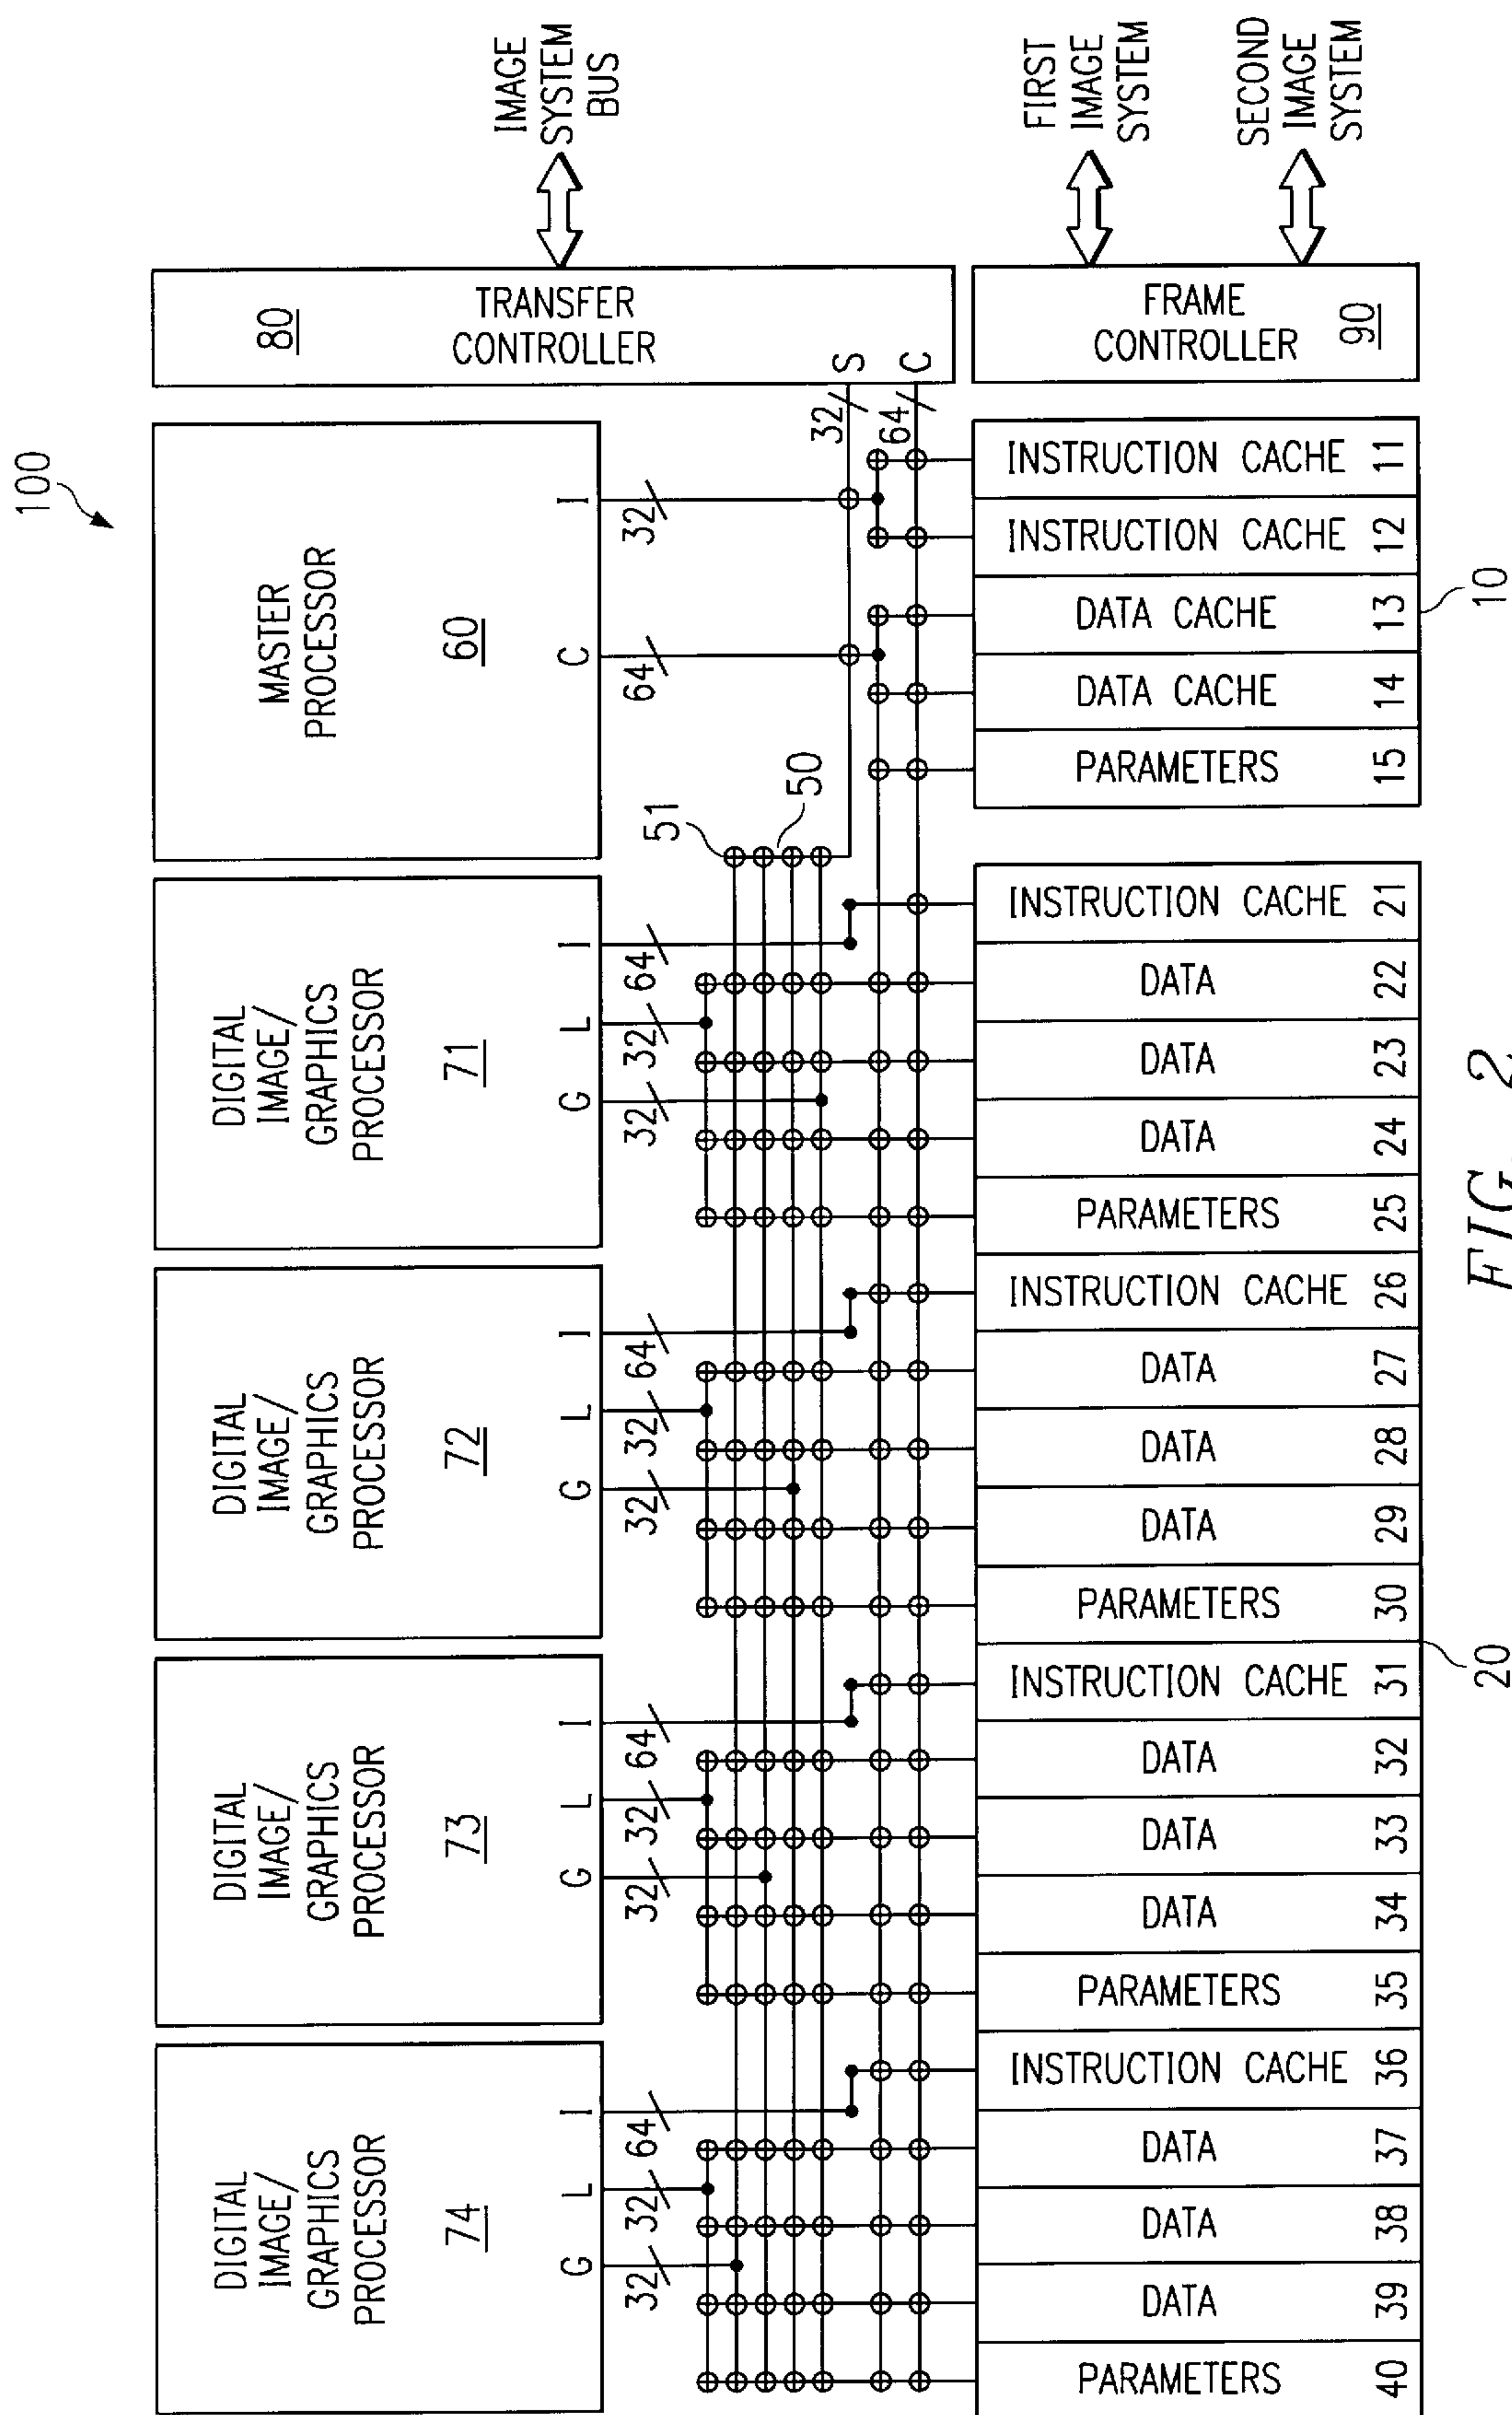 100
DIGITAL
IMAGE/
GRAPHICS
PROCESSOR
74
G
L
I
32
32
64
DIGITAL
IMAGE/
GRAPHICS
PROCESSOR
73
G
L
I
32
32
64
DIGITAL
IMAGE/
GRAPHICS
PROCESSOR
72
G
L
I
32
32
64
DIGITAL
IMAGE/
GRAPHICS
PROCESSOR
71
G
L
I
32
32
64
MASTER
PROCESSOR
60
C
I
64
32
80
TRANSFER
CONTROLLER
S
C
32
64
IMAGE
SYSTEM
BUS
51
50
PARAMETERS 40
DATA 39
DATA 38
DATA 37
INSTRUCTION CACHE 36
PARAMETERS 35
DATA 34
DATA 33
DATA 32
INSTRUCTION CACHE 31
PARAMETERS 30
DATA 29
DATA 28
DATA 27
INSTRUCTION CACHE 26
PARAMETERS 25
DATA 24
DATA 23
DATA 22
INSTRUCTION CACHE 21
PARAMETERS 15
DATA CACHE 14
DATA CACHE 13
INSTRUCTION CACHE 12
INSTRUCTION CACHE 11
FRAME
CONTROLLER
90
FIRST
IMAGE
SYSTEM
SECOND
IMAGE
SYSTEM
20
10
FIG. 2